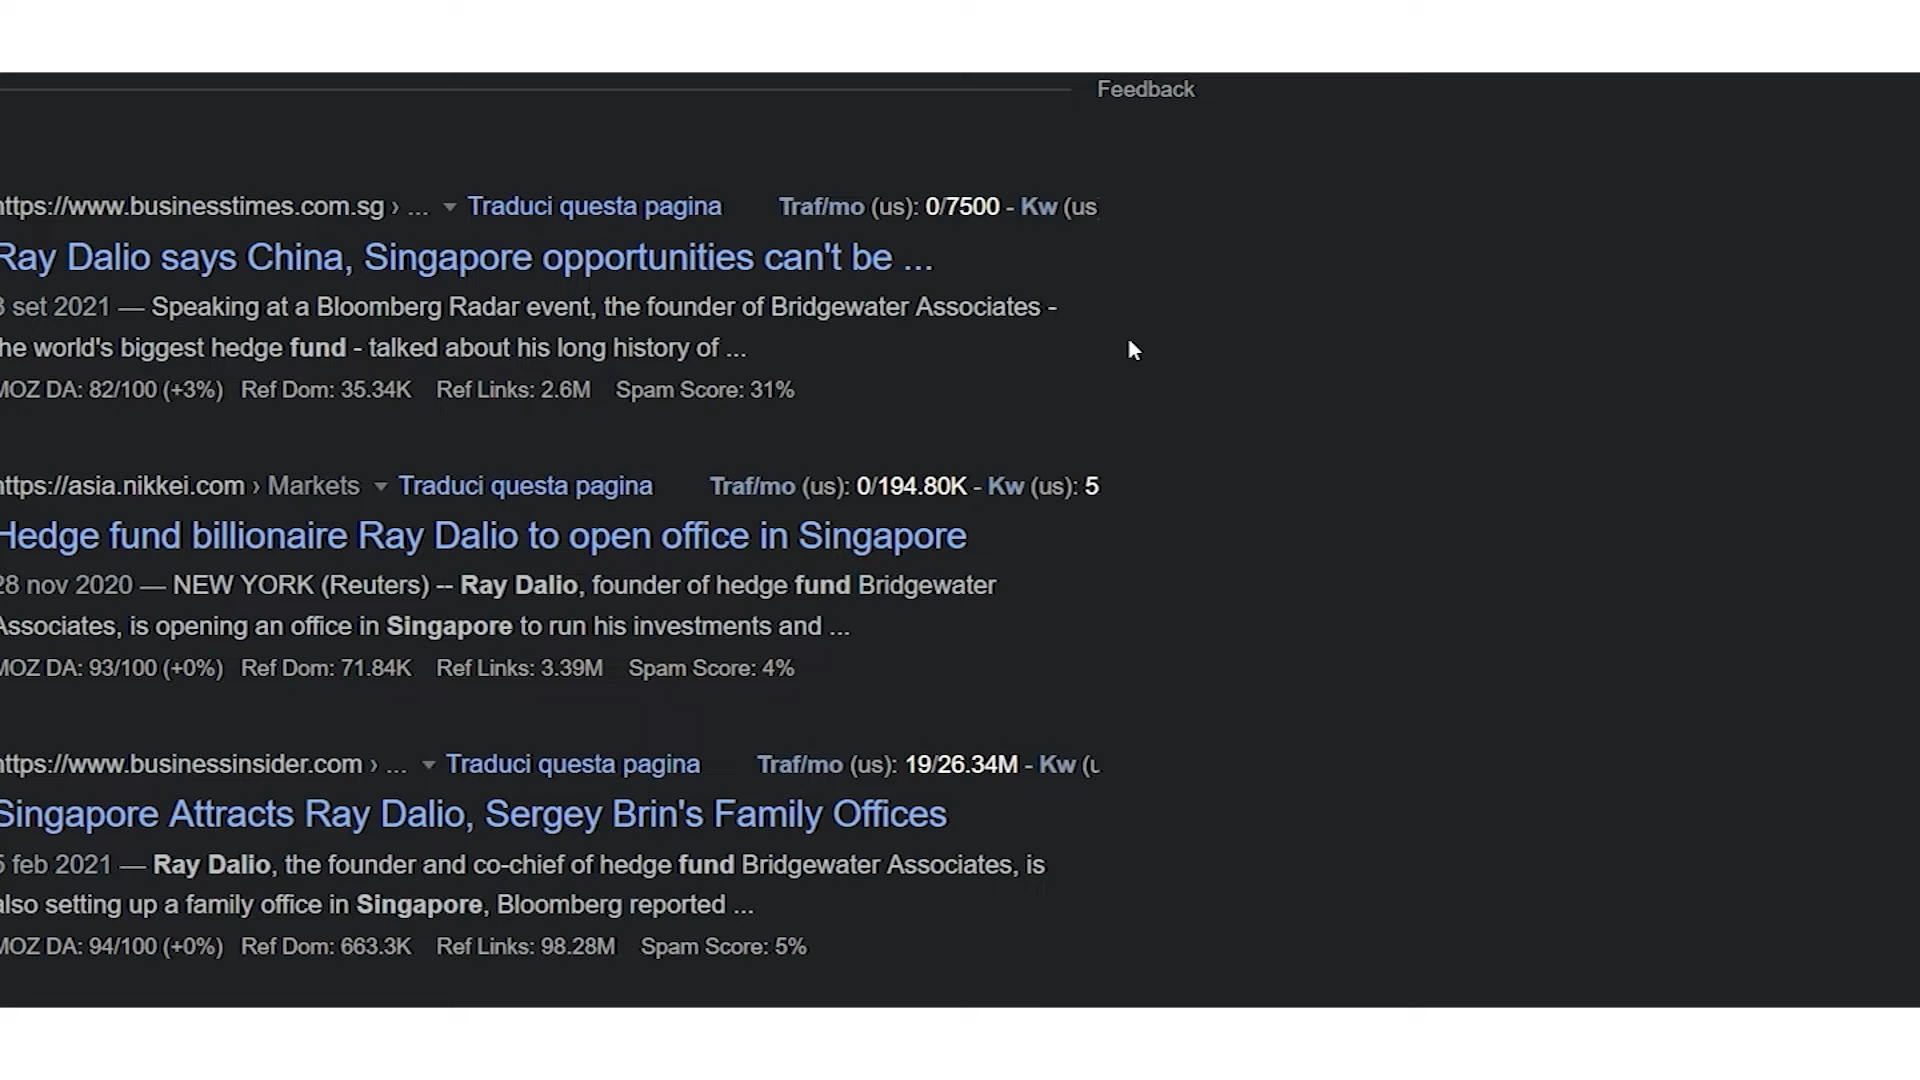 Feedback
https://www.businesstimes.com.sg › ... Traduci questa pagina Traf/mo (us): 0/7500 - Kw (us
Ray Dalio says China, Singapore opportunities can't be ...
3 set 2021 — Speaking at a Bloomberg Radar event, the founder of Bridgewater Associates -
the world's biggest hedge fund - talked about his long history of ...
MOZ DA: 82/100 (+3%) Ref Dom: 35.34K Ref Links: 2.6M Spam Score: 31%
https://asia.nikkei.com › Markets Traduci questa pagina Traf/mo (us): 0/194.80K - Kw (us): 5
Hedge fund billionaire Ray Dalio to open office in Singapore
28 nov 2020 — NEW YORK (Reuters) -- Ray Dalio, founder of hedge fund Bridgewater
Associates, is opening an office in Singapore to run his investments and ...
MOZ DA: 93/100 (+0%) Ref Dom: 71.84K Ref Links: 3.39M Spam Score: 4%
https://www.businessinsider.com › ... Traduci questa pagina Traf/mo (us): 19/26.34M - Kw (u
Singapore Attracts Ray Dalio, Sergey Brin's Family Offices
5 feb 2021 — Ray Dalio, the founder and co-chief of hedge fund Bridgewater Associates, is
also setting up a family office in Singapore, Bloomberg reported ...
MOZ DA: 94/100 (+0%) Ref Dom: 663.3K Ref Links: 98.28M Spam Score: 5%